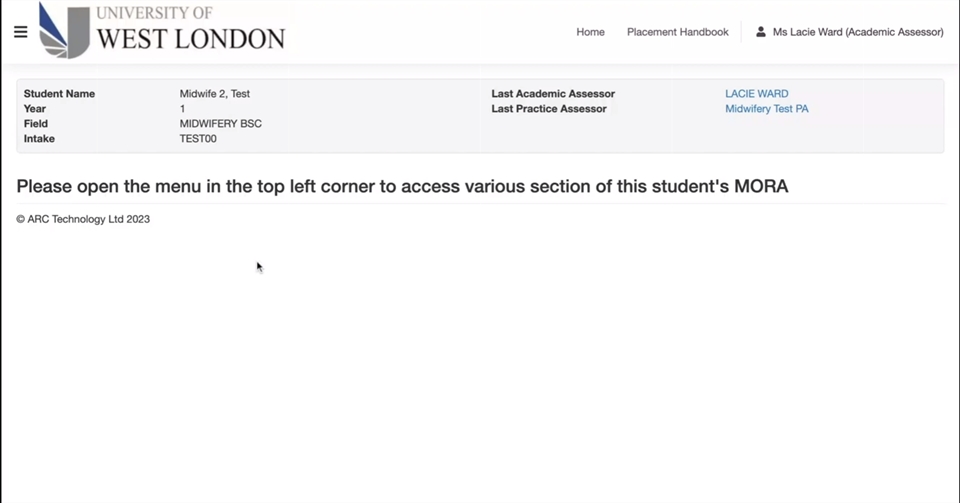 UNIVERSITY OF
WEST LONDON
Home Placement Handbook Ms Lacie Ward (Academic Assessor)
Student Name Midwife 2, Test Last Academic Assessor LACIE WARD
Year 1 Last Practice Assessor Midwifery Test PA
Field MIDWIFERY BSC
Intake TEST00
Please open the menu in the top left corner to access various section of this student's MORA
© ARC Technology Ltd 2023